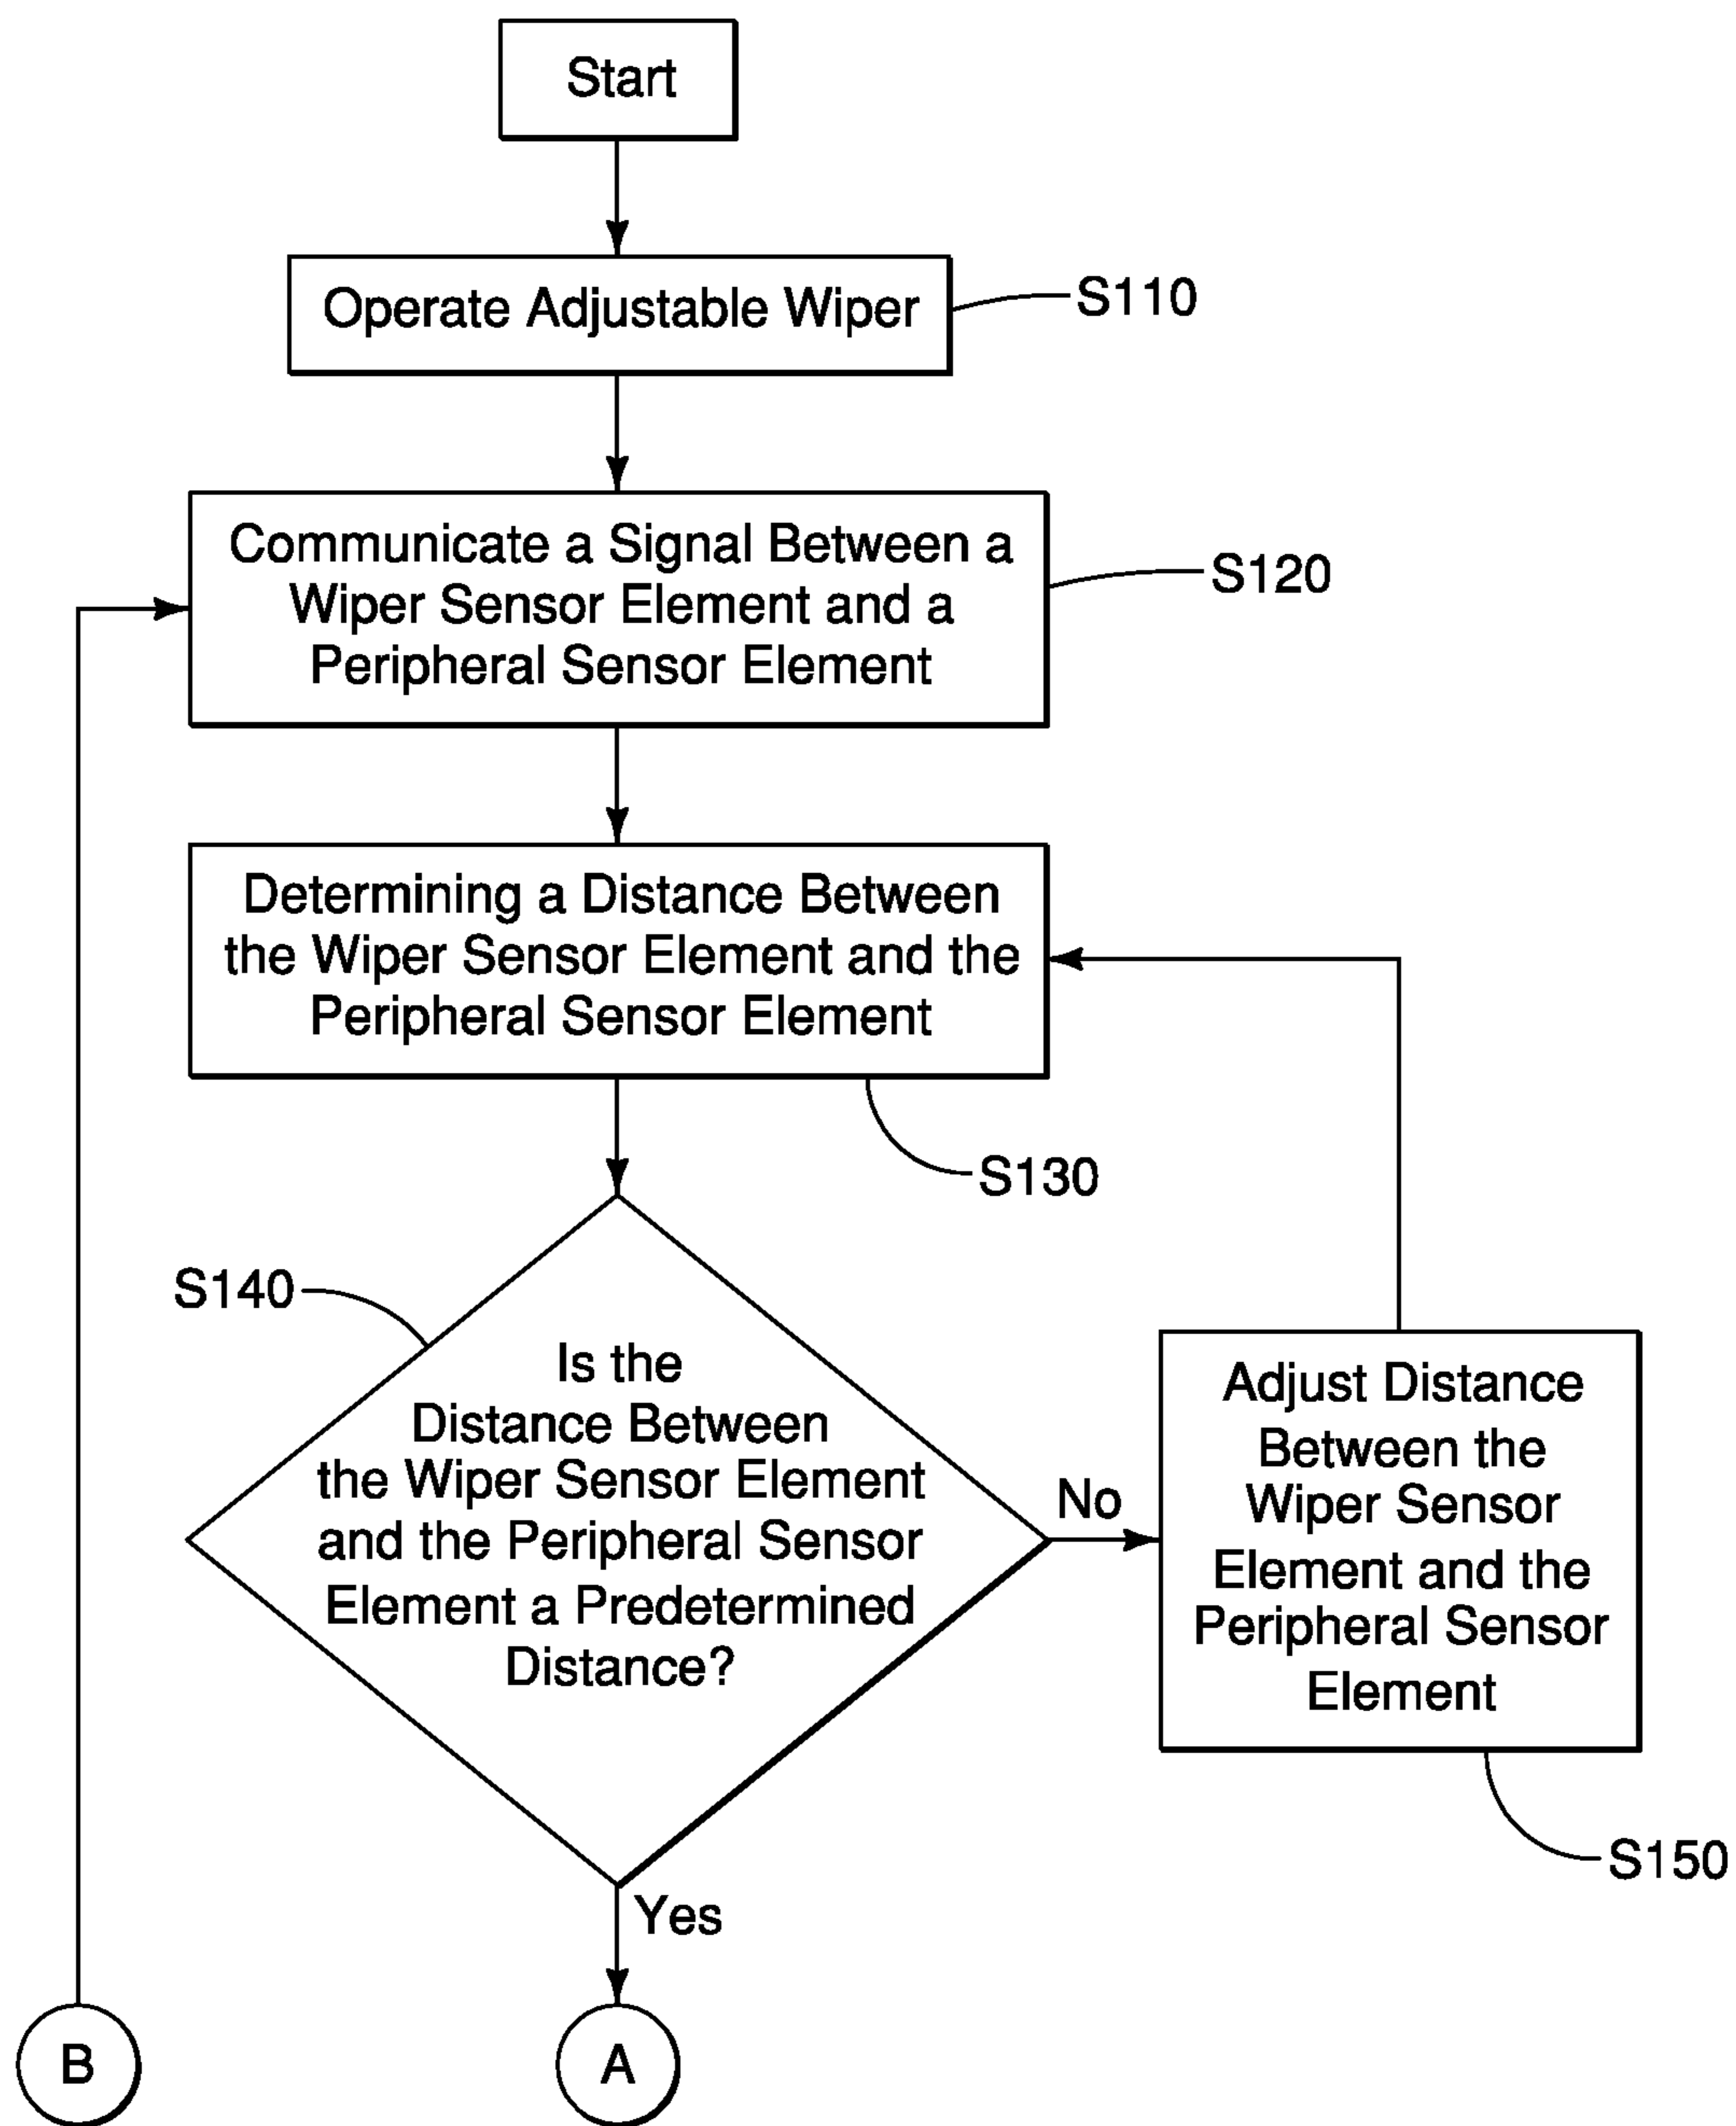 Start
Operate Adjustable Wiper
S110
Communicate a Signal Between a
Wiper Sensor Element and a
Peripheral Sensor Element
S120
Determining a Distance Between
the Wiper Sensor Element and the
Peripheral Sensor Element
S130
S140
Is the
Distance Between
the Wiper Sensor Element
and the Peripheral Sensor
Element a Predetermined
Distance?
No
Adjust Distance
Between the
Wiper Sensor
Element and the
Peripheral Sensor
Element
S150
Yes
B
A